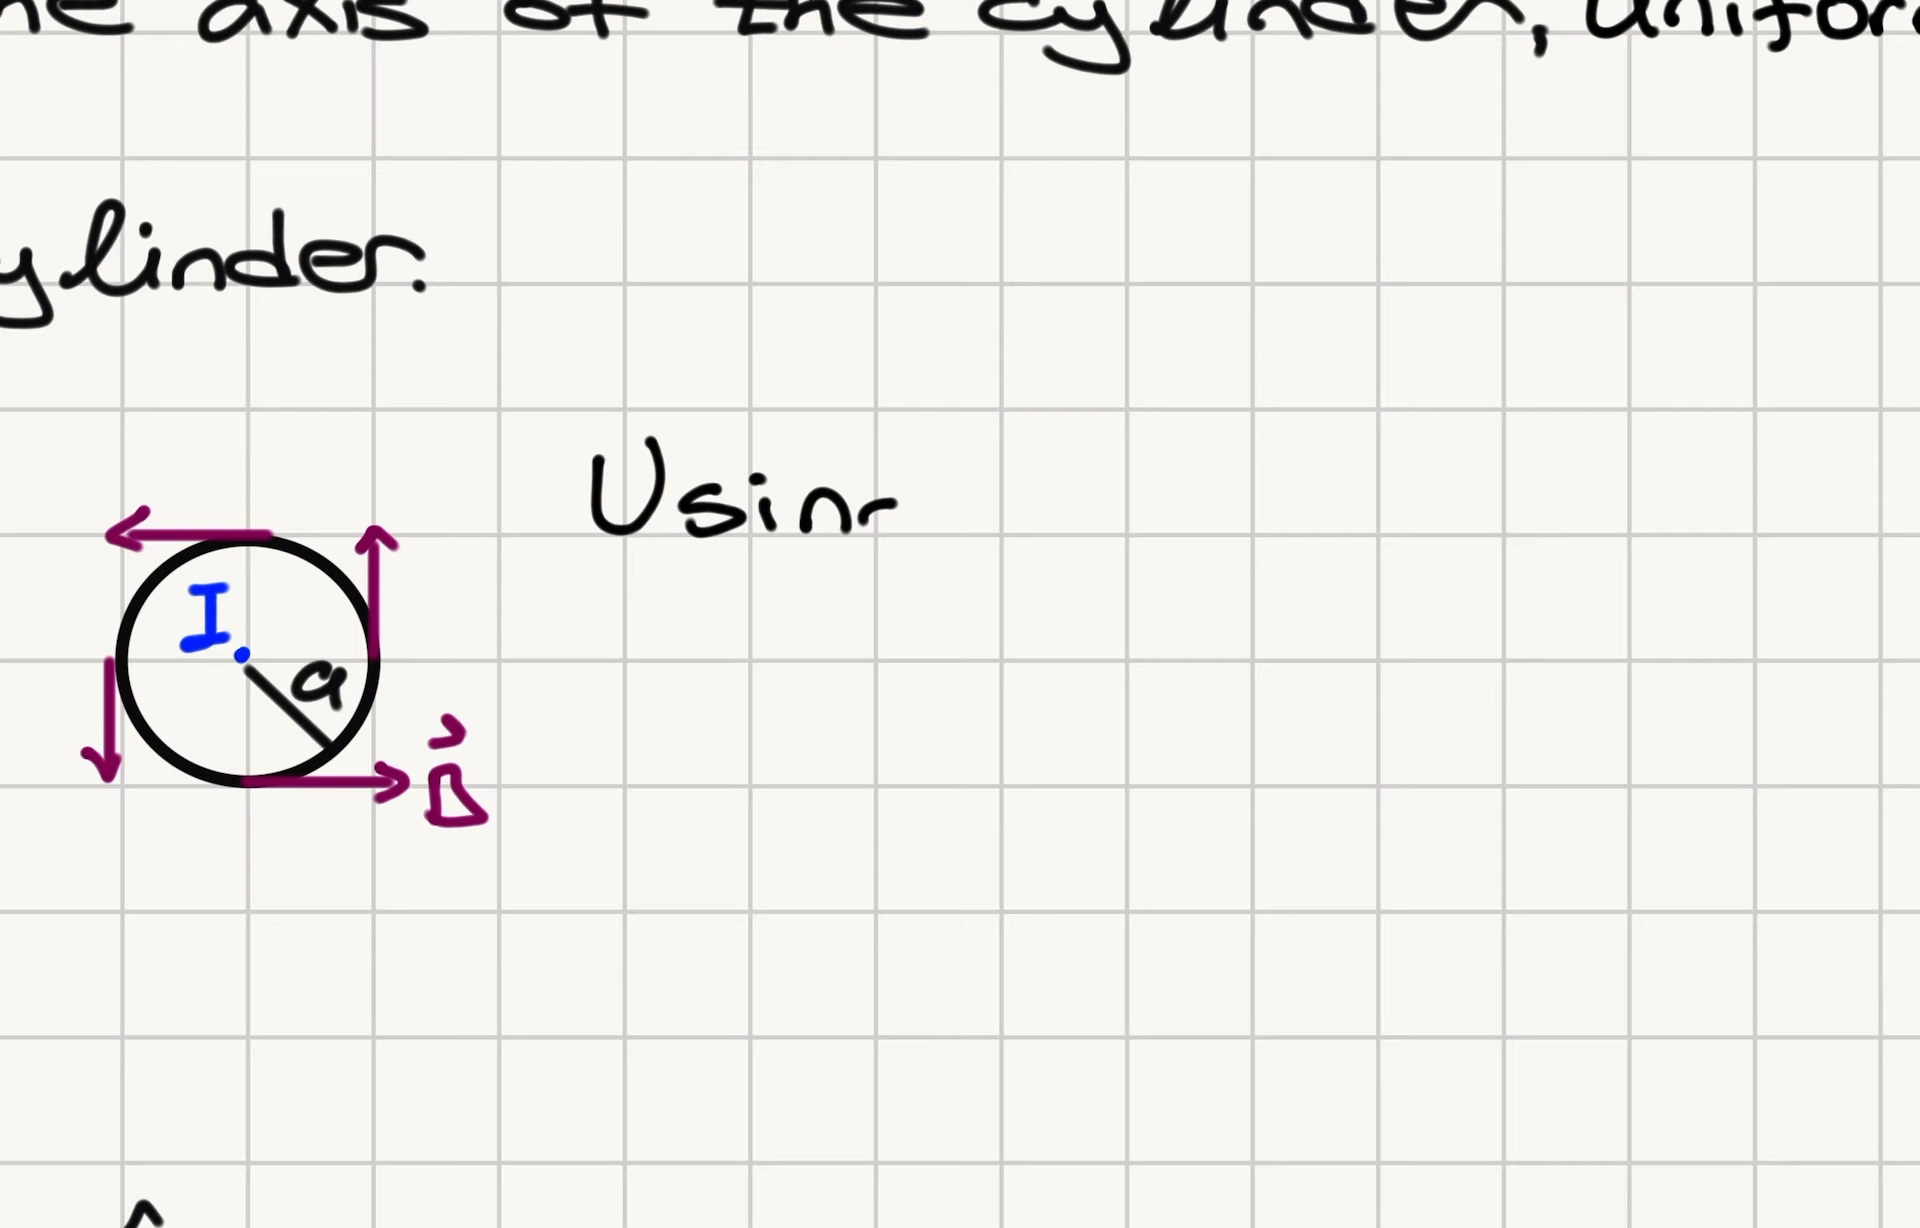 axis of the cylinder, unifor
ylinder.
Usin
I
a
B